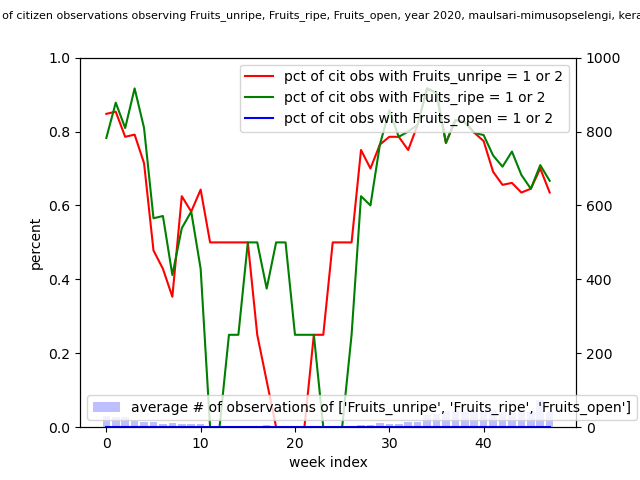 of citizen observations observing Fruits_unripe, Fruits_ripe, Fruits_open, year 2020, maulsari-mimusopselengi, kera
1.0 1000
pct of cit obs with Fruits_unripe = 1 or 2
pct of cit obs with Fruits_ripe = 1 or 2
pct of cit obs with Fruits_open = 1 or 2
0.8 800
0.6 600
percent
0.4 400
0.2 200
average # of observations of ['Fruits_unripe', 'Fruits_ripe', 'Fruits_open']
0.0 0
0 10 20 30 40
week index